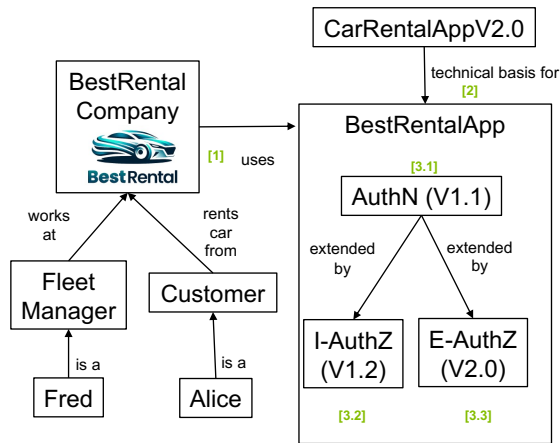 CarRentalAppV2.0
technical basis for
[2]
BestRental
Company
BestRental
[1] uses
BestRentalApp
[3.1]
AuthN (V1.1)
works
at
rents
car
from
extended
by
extended
by
Fleet
Manager
Customer
I-AuthZ
(V1.2)
E-AuthZ
(V2.0)
is a
is a
Fred
Alice
[3.2]
[3.3]